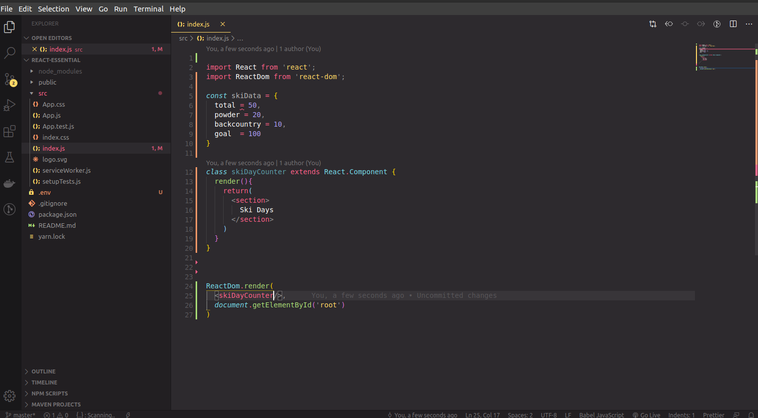 File Edit Selection View Go Run Terminal Help
EXPLORER
OPEN EDITORS
index.js src 1, M
REACT-ESSENTIAL
node_modules
public
src
App.css
App.js
App.test.js
index.css
index.js 1, M
logo.svg
serviceWorker.js
setupTests.js
.env U
.gitignore
package.json
README.md
yarn.lock
OUTLINE
TIMELINE
NPM SCRIPTS
MAVEN PROJECTS
index.js
src > index.js > ...
You, a few seconds ago | 1 author (You)
1
2 import React from 'react';
3 import ReactDom from 'react-dom';
4
5 const skiData = {
6 total = 50,
7 powder = 20,
8 backcountry = 10,
9 goal = 100
10 }
11
You, a few seconds ago | 1 author (You)
12 class skiDayCounter extends React.Component {
13 render(){
14 return(
15 <section>
16 Ski Days
17 </section>
18 )
19 }
20 }
21
22
23
24 ReactDom.render(
25 <skiDayCounter/>, You, a few seconds ago • Uncommitted changes
26 document.getElementById('root')
27 )
master* 1 0 Scanning.. You, a few seconds ago Ln 25, Col 17 Spaces: 2 UTF-8 LF Babel JavaScript Go Live Indents: 1 Prettier